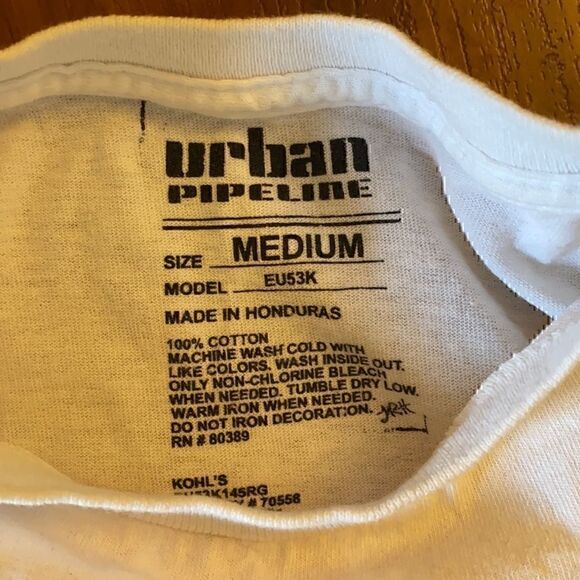 urban
PIPELINE
SIZE MEDIUM
MODEL EU53K
MADE IN HONDURAS
100% COTTON
MACHINE WASH COLD WITH
LIKE COLORS. WASH INSIDE OUT.
ONLY NON-CHLORINE BLEACH
WHEN NEEDED. TUMBLE DRY LOW.
WARM IRON WHEN NEEDED.
DO NOT IRON DECORATION.
RN # 80389
KOHL'S
EU53K145RG
# 70558